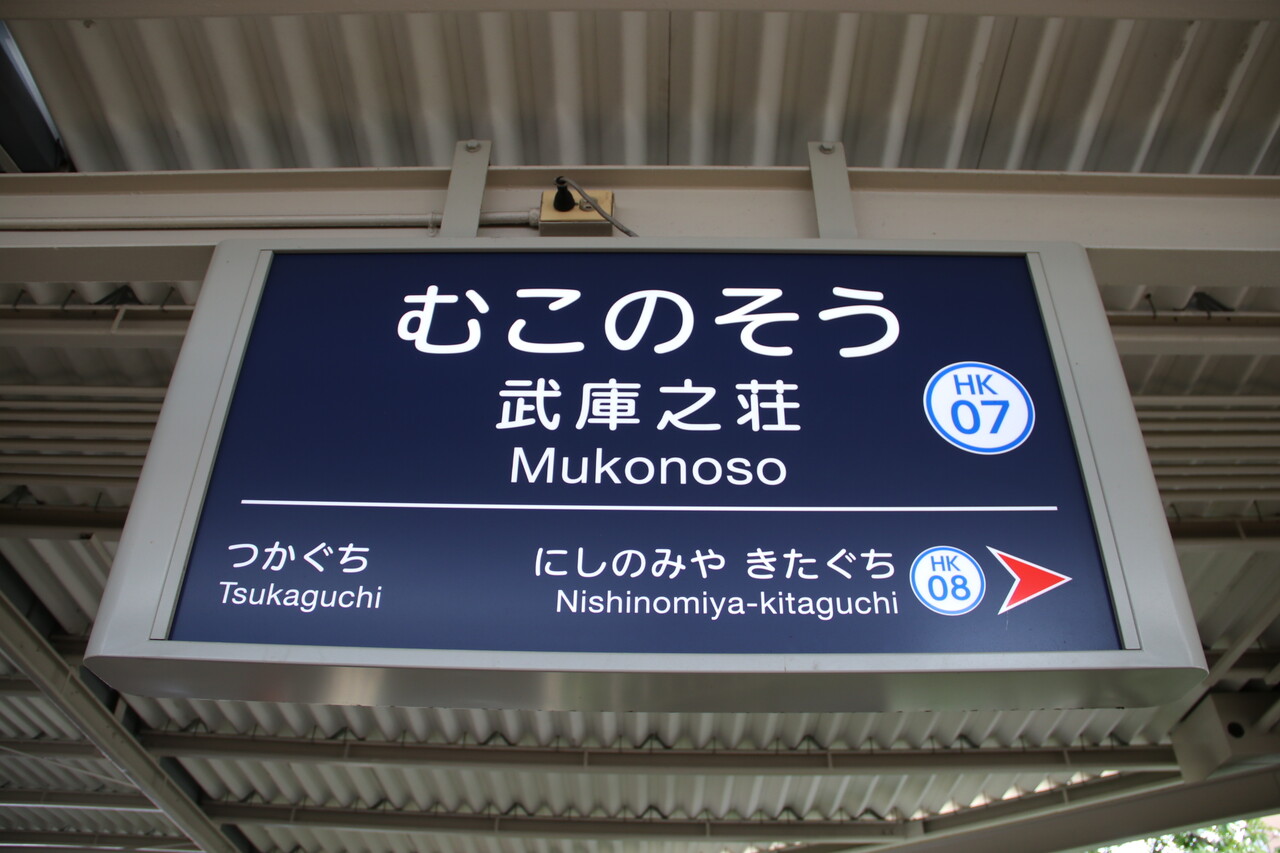 むこのそう
武庫之荘
Mukonoso
HK
07
つかぐち
Tsukaguchi
にしのみや きたぐち
Nishinomiya-kitaguchi
HK
08